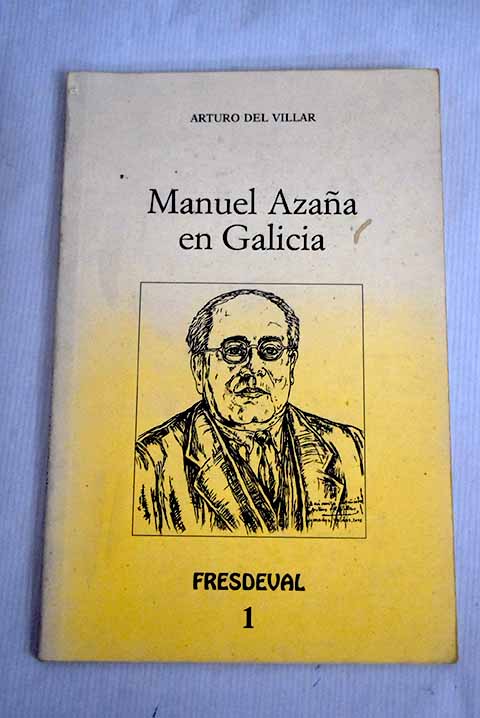 ARTURO DEL VILLAR
Manuel Azaña
en Galicia
FRESDEVAL
1